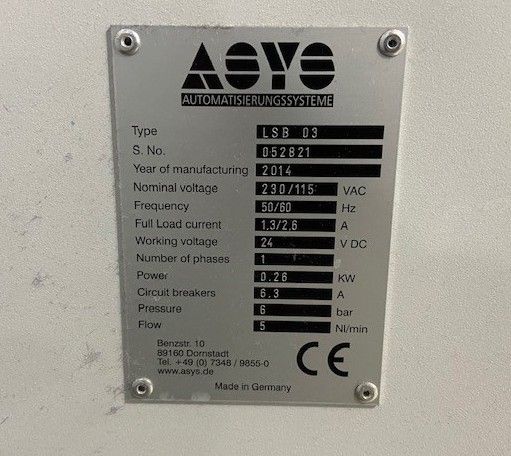 ASYS
AUTOMATISIERUNGSSYSTEME
Type LSB 03
S. No. 052821
Year of manufacturing 2014
Nominal voltage 230/115 VAC
Frequency 50/60 Hz
Full Load current 1,3/2,6 A
Working voltage 24 V DC
Number of phases 1
Power 0.26 KW
Circuit breakers 6,3 A
Pressure 6 bar
Flow 5 Nl/min
Benzstr. 10
89160 Dornstadt
Tel. +49 (0) 7348 / 9855-0
www.asys.de
CE
Made in Germany